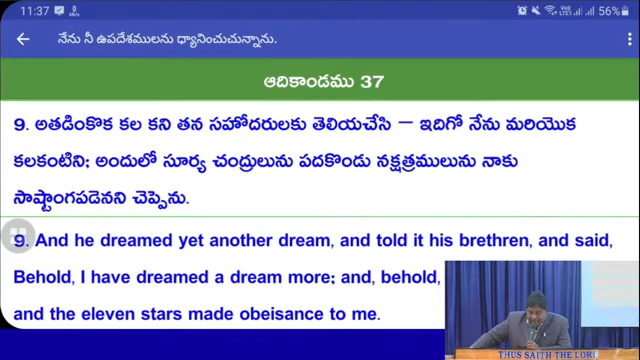 11:37
0
KB/s
56%
నేను నీ ఉపదేశములను ధ్యానించుచున్నాను.
ఆదికాండము 37
9. అతడింకొక కల కని తన సహోదరులకు తెలియచేసి – ఇదిగో నేను మరియొక
కలకంటిని; అందులో సూర్య చంద్రులును పదకొండు నక్షత్రములును నాకు
సాష్టాంగపడెనని చెప్పెను.
9. And he dreamed yet another dream, and told it his brethren, and said,
Behold, I have dreamed a dream more; and, behold,
and the eleven stars made obeisance to me.
THUS SAITH THE LORD